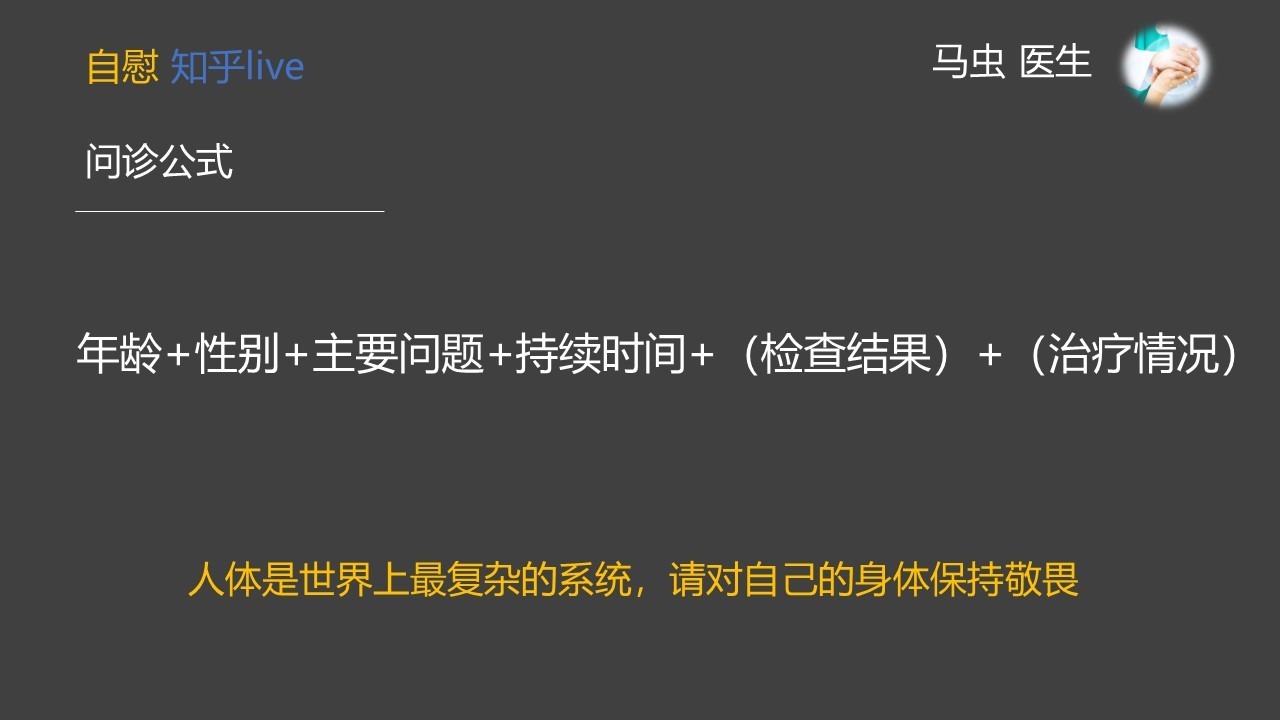 自慰 知乎live
马虫 医生
问诊公式
年龄+性别+主要问题+持续时间+（检查结果）+（治疗情况）
人体是世界上最复杂的系统，请对自己的身体保持敬畏